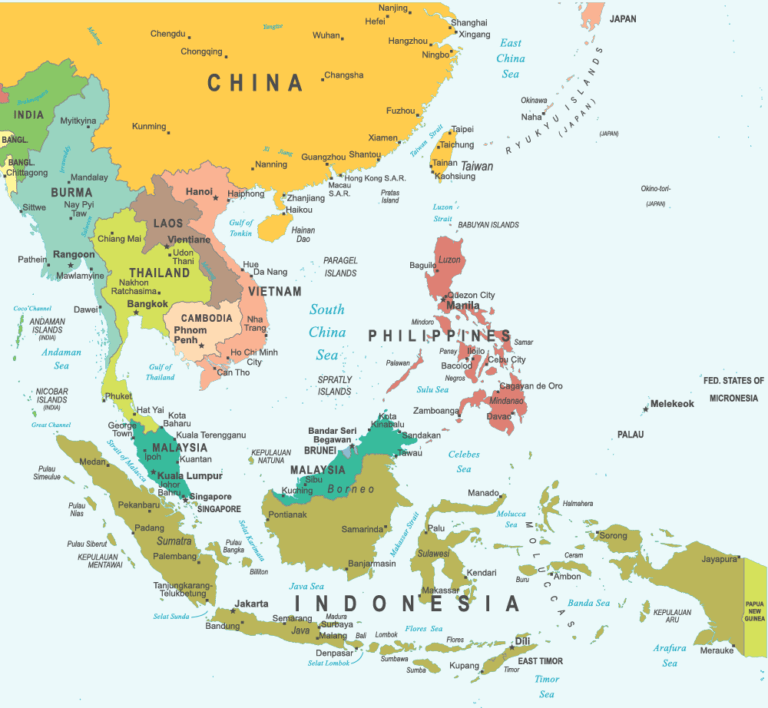 Nanjing
Hefei
Shanghai
Xingang
JAPAN
Chengdu
Wuhan
Hangzhou
Ningbo
East
China
Sea
Mekong
Yangtze
Chongqing
CHINA
Changsha
Okinawa
Naha
RYUKYU ISLANDS
(JAPAN)
(JAPAN)
INDIA
Myitkyina
Kunming
Fuzhou
Xiamen
Taiwan Strait
Taipei
Taichung
Tainan
Taiwan
Kaohsiung
BANGL.
BANGL.
Chittagong
Mandalay
BURMA
Nay Pyi
Taw
Sittwe
Nanning
Xi Jiang
Guangzhou
Shantou
Hong Kong S.A.R.
Macau
S.A.R.
Pratas
Island
Okino-tori-
(JAPAN)
Hanoi
Haiphong
Zhanjiang
Haikou
Hainan
Dao
Gulf of
Tonkin
Luzon
Strait
BABUYAN ISLANDS
LAOS
Vientiane
Chiang Mai
Udon
Thani
Rangoon
Pathein
Mawlamyine
THAILAND
Nakhon
Ratchasima
Bangkok
Dawei
Hue
Da Nang
VIETNAM
PARAGEL
ISLANDS
Baguio
Luzon
Quezon City
Manila
CAMBODIA
Phnom
Penh
Nha
Trang
Ho Chi Minh
City
Can Tho
South
China
Sea
PHILIPPINES
Mindoro
Samar
Panay
Iloilo
Cebu City
Bacolod
Negros
Palawan
Coco Channel
ANDAMAN
ISLANDS
(INDIA)
Andaman
Sea
Gulf of
Thailand
SPRATLY
ISLANDS
Sulu Sea
Cagayan de Oro
Mindanao
Davao
Zamboanga
FED. STATES OF
MICRONESIA
Melekeok
PALAU
NICOBAR
ISLANDS
(INDIA)
Great Channel
Phuket
Hat Yai
George
Town
Kota
Baharu
Kuala Terengganu
MALAYSIA
Ipoh
Kuantan
Kuala Lumpur
Johor
Bahru
Singapore
SINGAPORE
Strait of Malacca
Bandar Seri
Begawan
BRUNEI
Kota
Kinabalu
Sandakan
Tawau
KEPULAUAN
NATUNA
MALAYSIA
Sibu
Kuching
Borneo
Celebes
Sea
Pulau
Simeulue
Medan
Pulau
Nias
Pekanbaru
Padang
Sumatra
Pulau Siberut
KEPULAUAN
MENTAWAI
Palembang
Pulau
Bangka
Billiton
Selat Karimata
Pontianak
Samarinda
Banjarmasin
Makassar Strait
Manado
Palu
Sulawesi
Kendari
Makassar
Molucca
Sea
Halmahera
MOLUCCAS
Sorong
Ceram
Buru
Ambon
Jayapura
Tanjungkarang-
Telukbetung
Java Sea
INDONESIA
Banda Sea
KEPULAUAN
ARU
PAPUA
NEW
GUINEA
Selat Sunda
Jakarta
Bandung
Semarang
Java
Madura
Surbaya
Malang
Bali
Lombok
Denpasar
Selat Lombok
Sumbawa
Flores Sea
Flores
Sumba
Dili
EAST TIMOR
Timor
Kupang
Timor
Sea
Arafura
Sea
Merauke